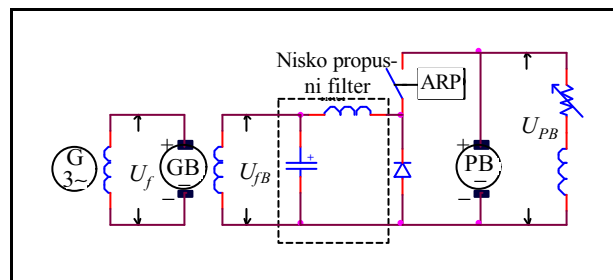 Nisko propus-
ni filter
ARP
U_PB
G
3~
U_f
+
GB
−
−
U_fB
+
+
PB
−
−